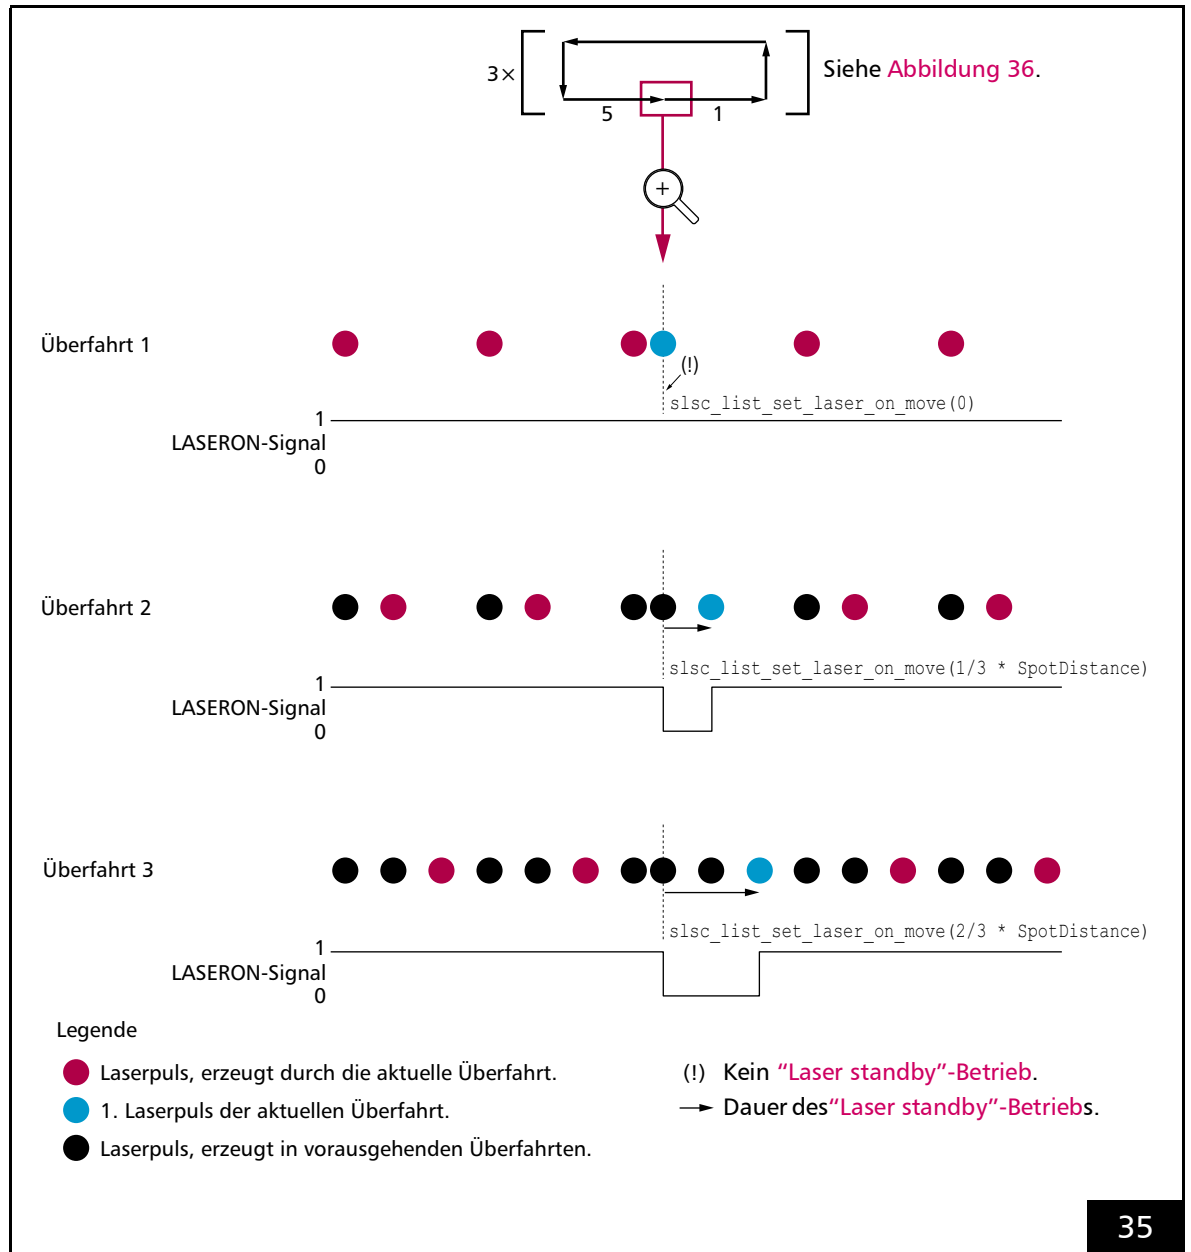 3×
5
1
Siehe Abbildung 36.
+
Überfahrt 1
(!)
slsc_list_set_laser_on_move(0)
1
LASERON-Signal
0
Überfahrt 2
slsc_list_set_laser_on_move(1/3 * SpotDistance)
1
LASERON-Signal
0
Überfahrt 3
slsc_list_set_laser_on_move(2/3 * SpotDistance)
1
LASERON-Signal
0
Legende
Laserpuls, erzeugt durch die aktuelle Überfahrt.
1. Laserpuls der aktuellen Überfahrt.
Laserpuls, erzeugt in vorausgehenden Überfahrten.
(!) Kein “Laser standby”-Betrieb.
Dauer des“Laser standby”-Betriebs.
35